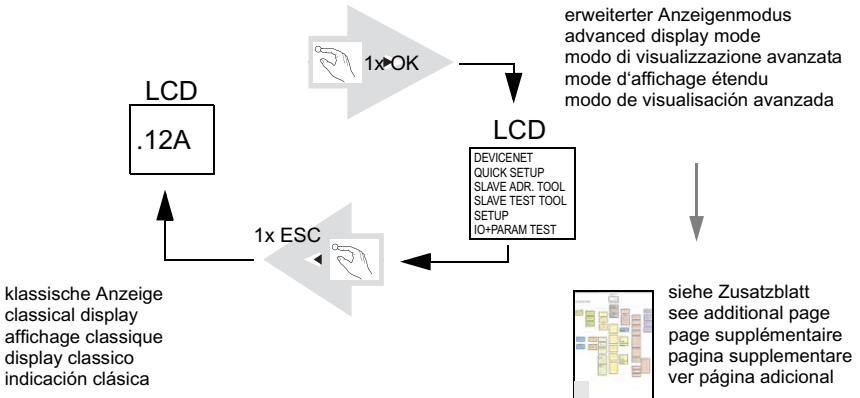 erweiterter Anzeigenmodus
advanced display mode
modo di visualizzazione avanzata
mode d'affichage étendu
modo de visualisación avanzada
1x OK
LCD
.12A
LCD
DEVICENET
QUICK SETUP
SLAVE ADR. TOOL
SLAVE TEST TOOL
SETUP
IO+PARAM TEST
1x ESC
klassische Anzeige
classical display
affichage classique
display classico
indicación clásica
siehe Zusatzblatt
see additional page
page supplémentaire
pagina supplementare
ver página adicional